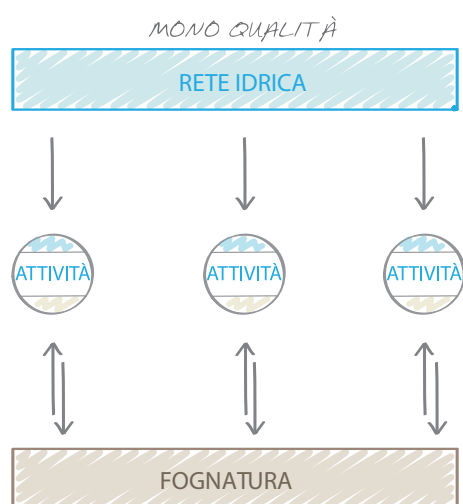 MONO QUALITÀ
RETE IDRICA
ATTIVITÀ ATTIVITÀ ATTIVITÀ
FOGNATURA